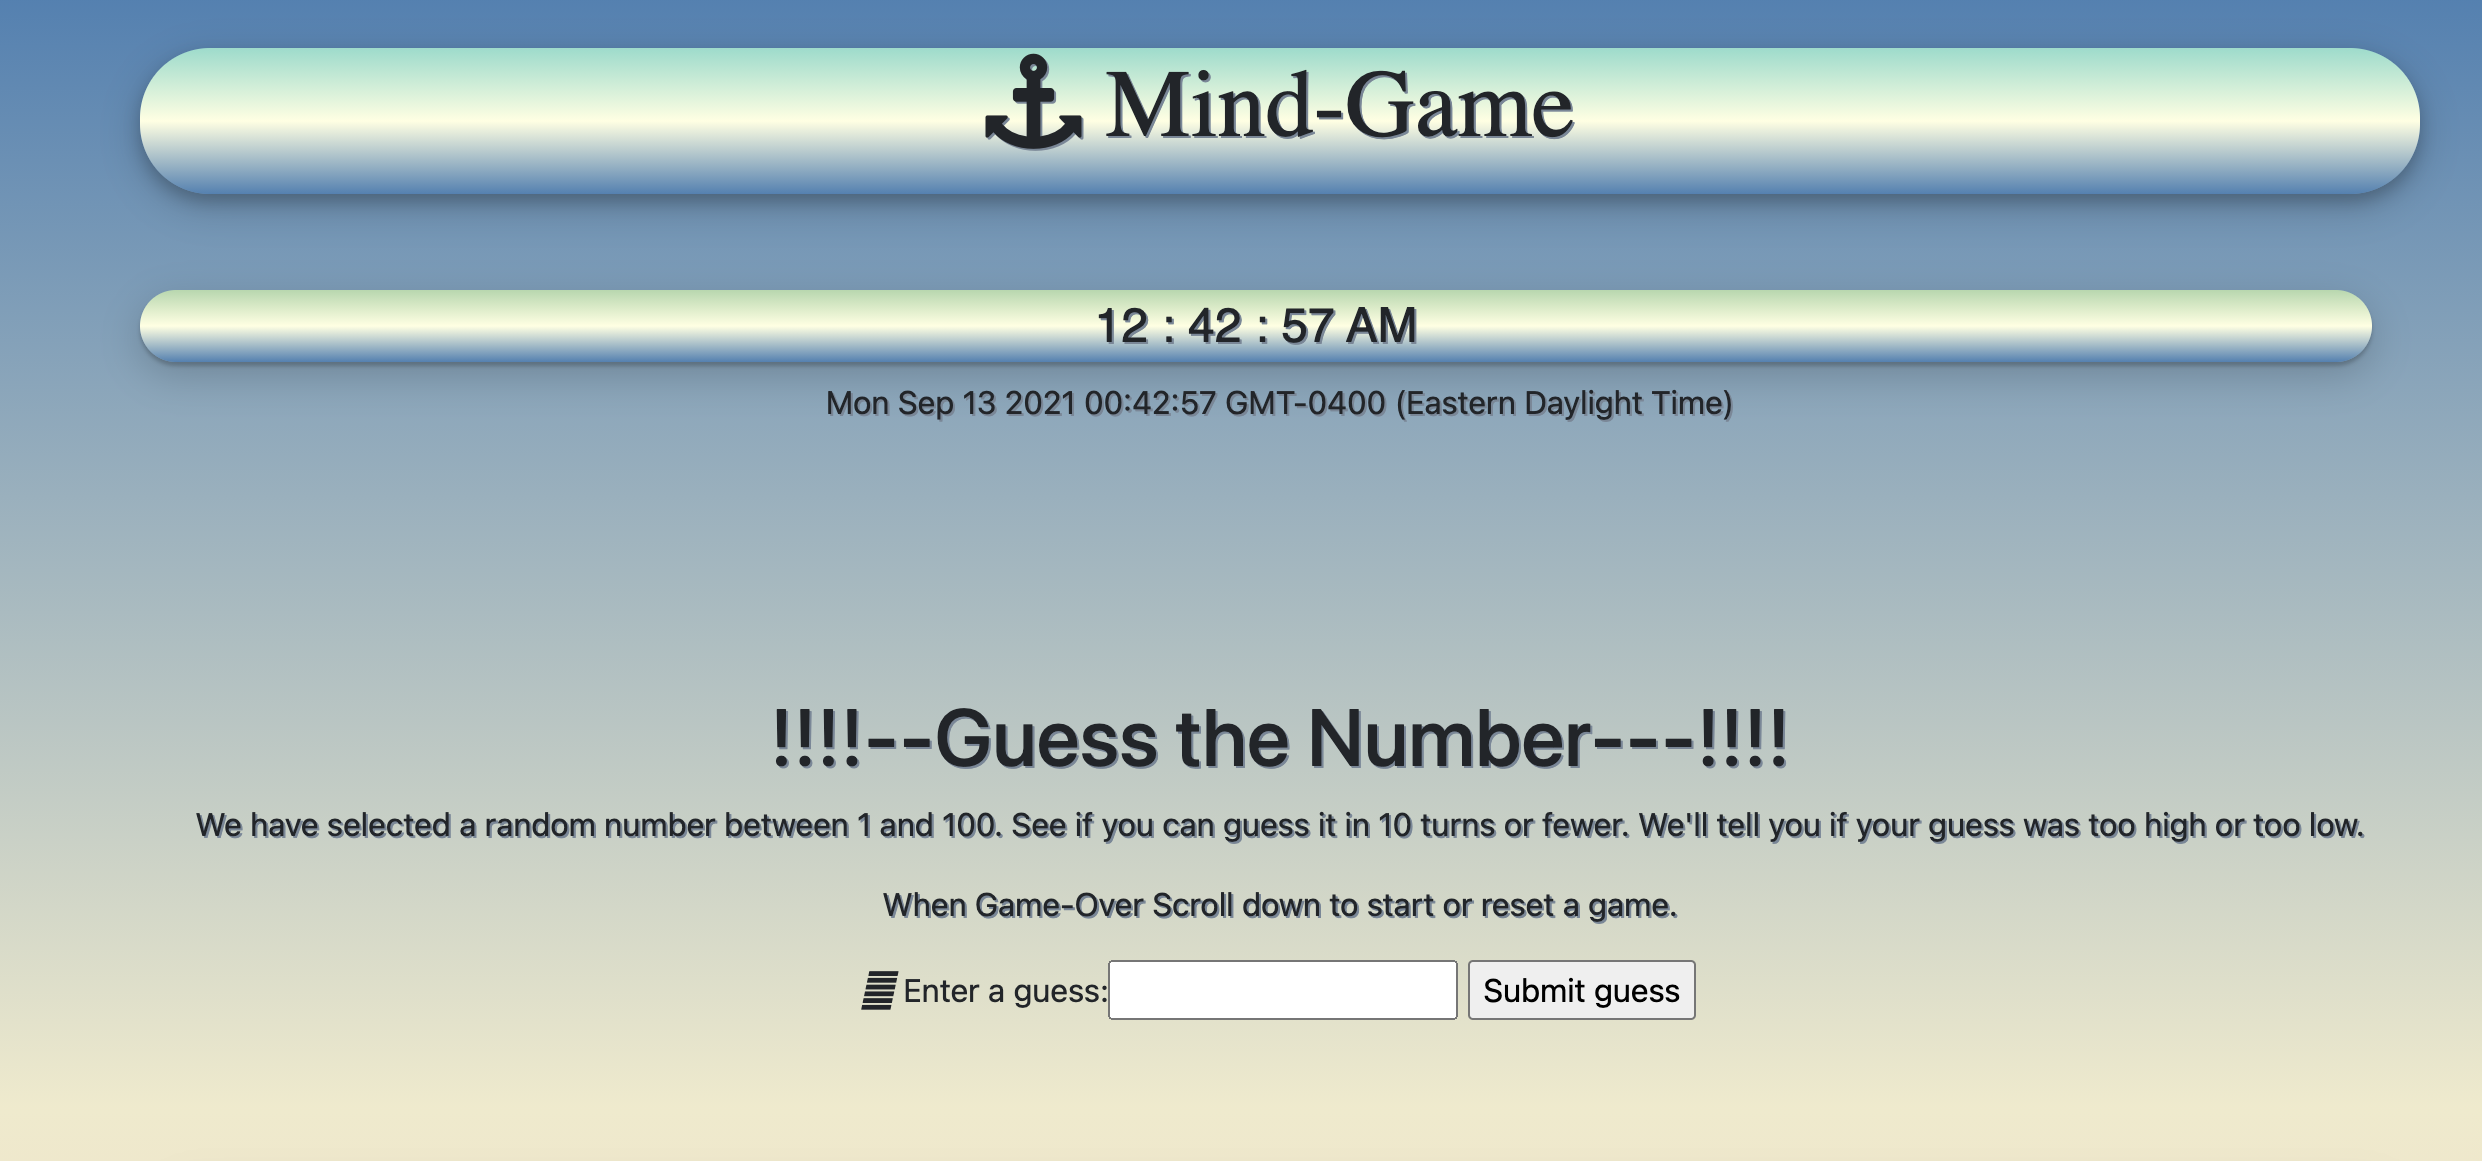 Mind-Game
12 : 42 : 57 AM
Mon Sep 13 2021 00:42:57 GMT-0400 (Eastern Daylight Time)
!!!!--Guess the Number---!!!!
We have selected a random number between 1 and 100. See if you can guess it in 10 turns or fewer. We'll tell you if your guess was too high or too low.
When Game-Over Scroll down to start or reset a game.
Enter a guess: Submit guess